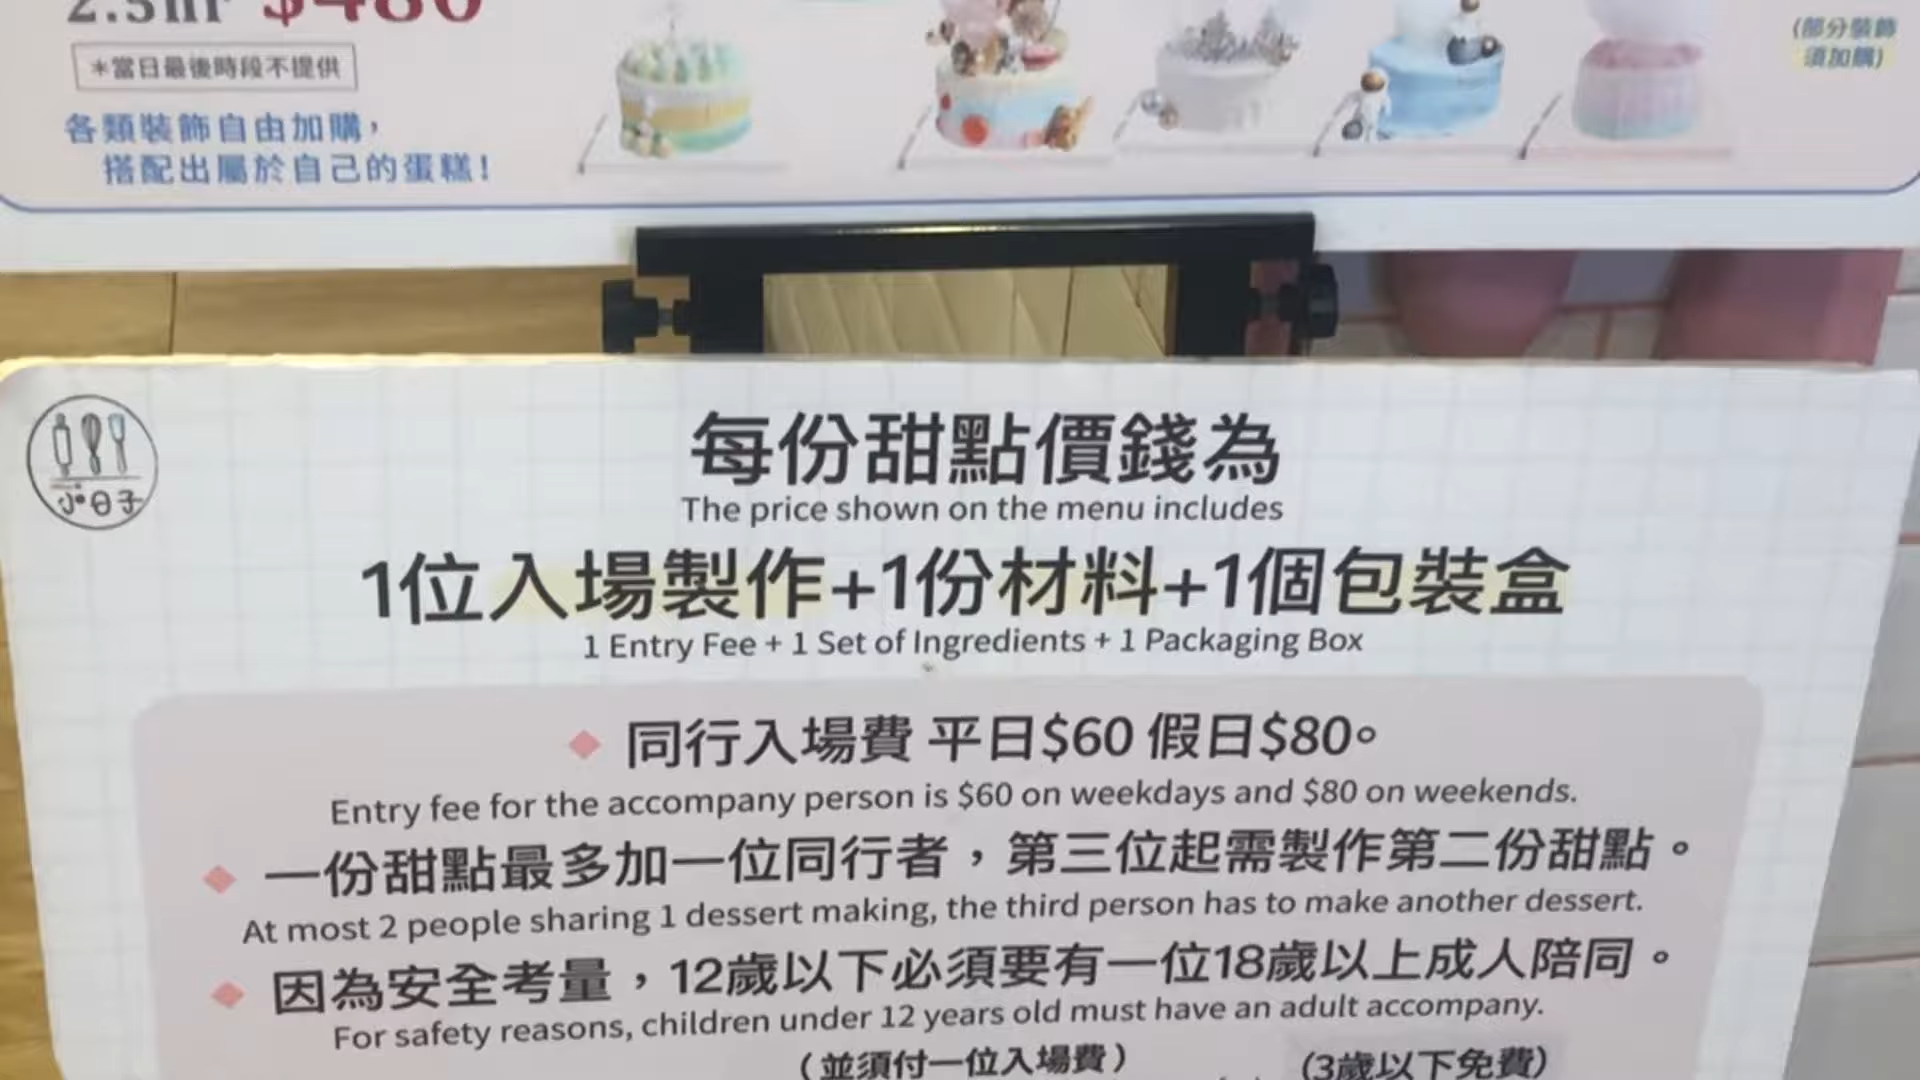 2.5hr $480
(部分裝飾
須加購)
*當日最後時段不提供
各類裝飾自由加購,
搭配出屬於自己的蛋糕!
小日子
每份甜點價錢為
The price shown on the menu includes
1位入場製作+1份材料+1個包裝盒
1 Entry Fee + 1 Set of Ingredients + 1 Packaging Box
同行入場費 平日$60 假日$80。
Entry fee for the accompany person is $60 on weekdays and $80 on weekends.
一份甜點最多加一位同行者,第三位起需製作第二份甜點。
At most 2 people sharing 1 dessert making, the third person has to make another dessert.
因為安全考量,12歲以下必須要有一位18歲以上成人陪同。
For safety reasons, children under 12 years old must have an adult accompany.
(並須付一位入場費) (3歲以下免費)